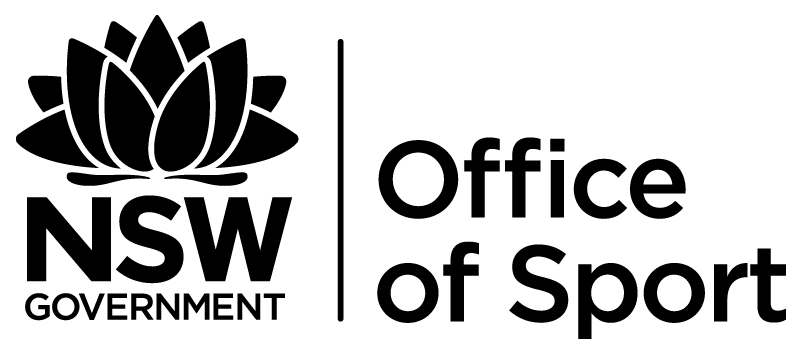 NSW
GOVERNMENT
Office
of Sport